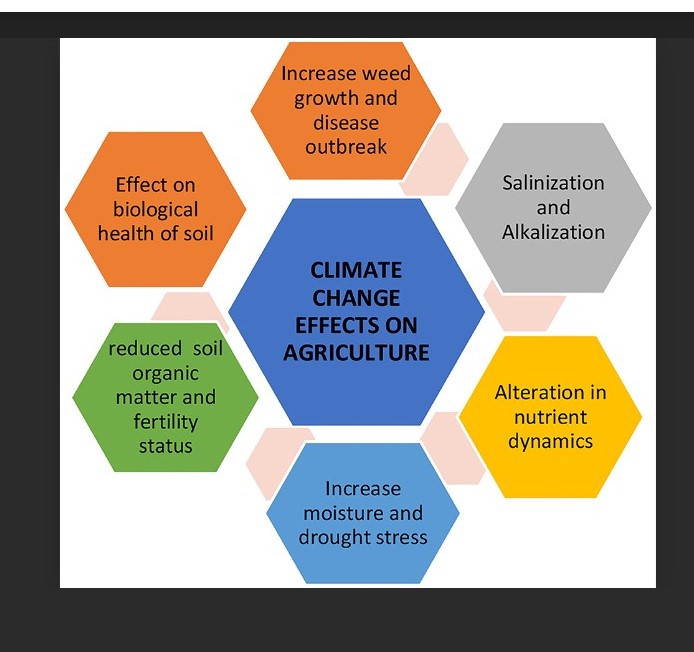 Increase weed
growth and
disease
outbreak
Salinization
and
Alkalization
Alteration in
nutrient
dynamics
Increase
moisture and
drought stress
reduced soil
organic
matter and
fertility
status
Effect on
biological
health of soil
CLIMATE
CHANGE
EFFECTS ON
AGRICULTURE